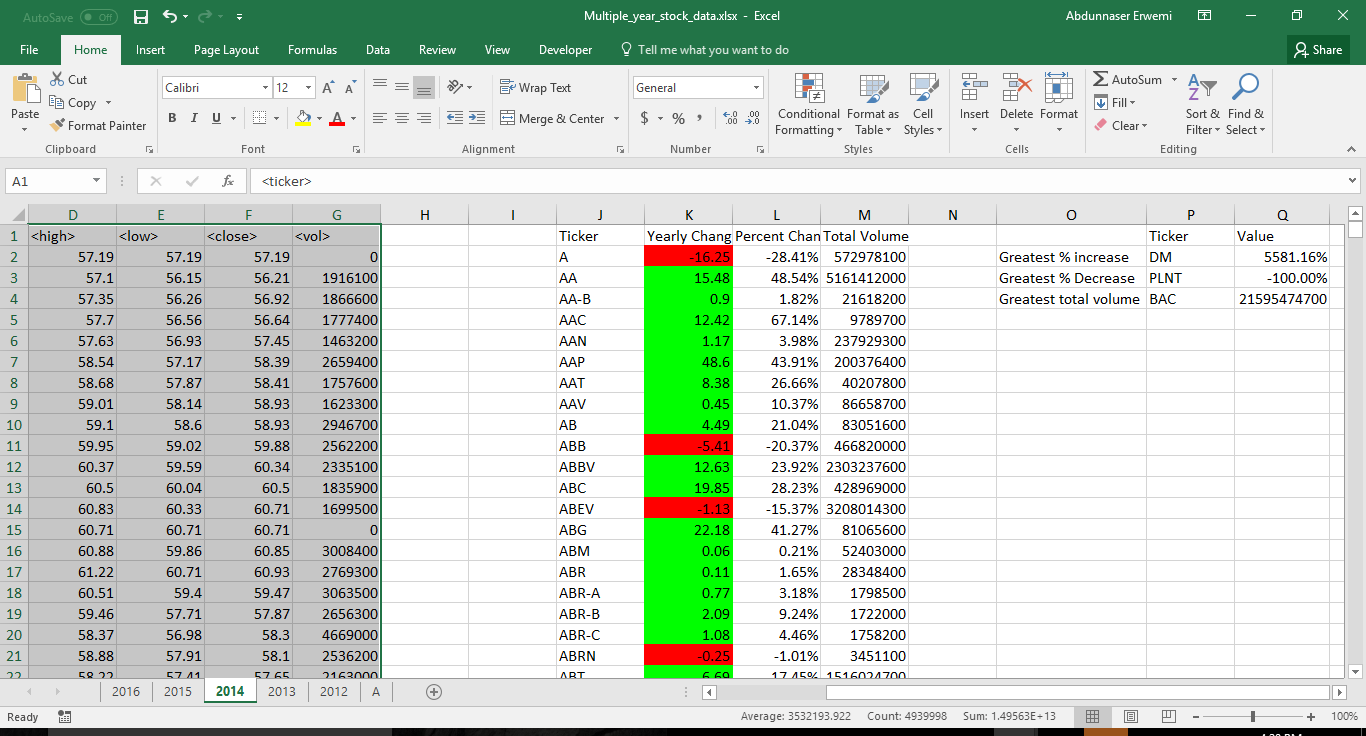 AutoSave Off Multiple_year_stock_data.xlsx - Excel Abdunnaser Erwemi
File Home Insert Page Layout Formulas Data Review View Developer Tell me what you want to do Share
Cut
Copy
Format Painter
Paste
Clipboard
Calibri 12
B I U
Font
Wrap Text
Merge & Center
Alignment
General
$ % ,
Number
Conditional Formatting
Format as Table
Cell Styles
Styles
Insert Delete Format
Cells
AutoSum
Fill
Clear
Sort & Filter
Find & Select
Editing
A1 fx <ticker>
D E F G H I J K L M N O P Q
1 <high> <low> <close> <vol> Ticker Yearly Chang Percent Chan Total Volume Ticker Value
2 57.19 57.19 57.19 0 A -16.25 -28.41% 572978100 Greatest % increase DM 5581.16%
3 57.1 56.15 56.21 1916100 AA 15.48 48.54% 5161412000 Greatest % Decrease PLNT -100.00%
4 57.35 56.26 56.92 1866600 AA-B 0.9 1.82% 21618200 Greatest total volume BAC 21595474700
5 57.7 56.56 56.64 1777400 AAC 12.42 67.14% 9789700
6 57.63 56.93 57.45 1463200 AAN 1.17 3.98% 237929300
7 58.54 57.17 58.39 2659400 AAP 48.6 43.91% 200376400
8 58.68 57.87 58.41 1757600 AAT 8.38 26.66% 40207800
9 59.01 58.14 58.93 1623300 AAV 0.45 10.37% 86658700
10 59.1 58.6 58.93 2946700 AB 4.49 21.04% 83051600
11 59.95 59.02 59.88 2562200 ABB -5.41 -20.37% 466820000
12 60.37 59.59 60.34 2335100 ABBV 12.63 23.92% 2303237600
13 60.5 60.04 60.5 1835900 ABC 19.85 28.23% 428969000
14 60.83 60.33 60.71 1699500 ABEV -1.13 -15.37% 3208014300
15 60.71 60.71 60.71 0 ABG 22.18 41.27% 81065600
16 60.88 59.86 60.85 3008400 ABM 0.06 0.21% 52403000
17 61.22 60.71 60.93 2769300 ABR 0.11 1.65% 28348400
18 60.51 59.4 59.47 3063500 ABR-A 0.77 3.18% 1798500
19 59.46 57.71 57.87 2656300 ABR-B 2.09 9.24% 1722000
20 58.37 56.98 58.3 4669000 ABR-C 1.08 4.46% 1758200
21 58.88 57.91 58.1 2536200 ABRN -0.25 -1.01% 3451100
22 58.22 57.41 57.65 2163000 ABT 6.69 17.45% 1516024700
2016 2015 2014 2013 2012 A
Ready Average: 3532193.922 Count: 4939998 Sum: 1.49563E+13 100%